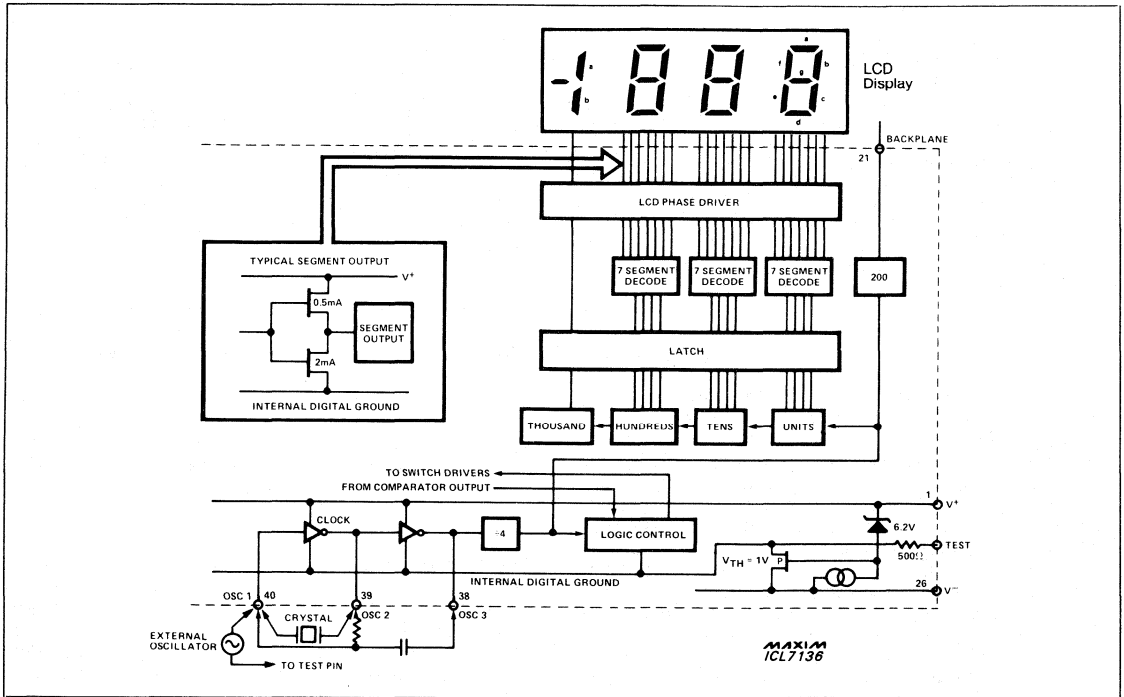 a
f
b
g
e
c
d
a
b
LCD
Display
BACKPLANE
21
LCD PHASE DRIVER
TYPICAL SEGMENT OUTPUT
V+
0.5mA
SEGMENT
OUTPUT
2mA
INTERNAL DIGITAL GROUND
7 SEGMENT
DECODE
7 SEGMENT
DECODE
7 SEGMENT
DECODE
200
LATCH
THOUSAND
HUNDREDS
TENS
UNITS
TO SWITCH DRIVERS
FROM COMPARATOR OUTPUT
1
V+
CLOCK
÷4
LOGIC CONTROL
6.2V
500Ω
TEST
VTH = 1V
P
INTERNAL DIGITAL GROUND
26
V−
OSC 1
40
39
OSC 2
38
OSC 3
CRYSTAL
EXTERNAL
OSCILLATOR
TO TEST PIN
MAXIM
ICL7136